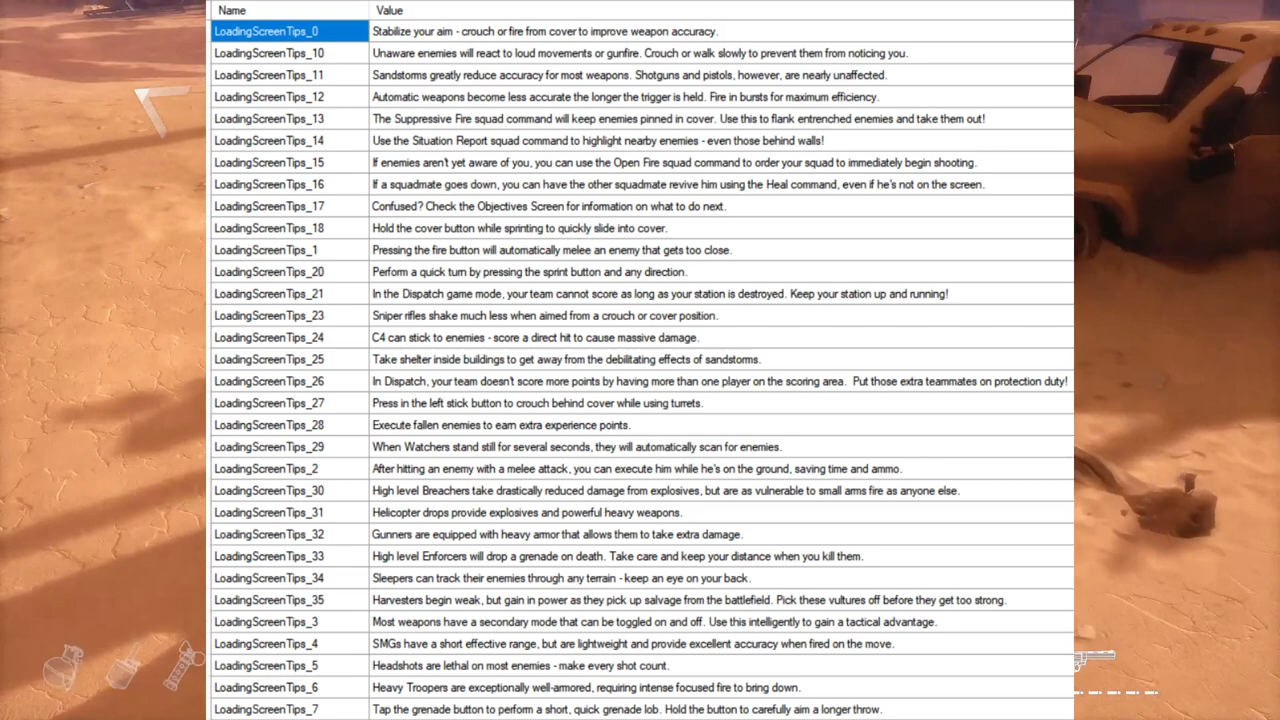 Name Value
LoadingScreenTips_0 Stabilize your aim - crouch or fire from cover to improve weapon accuracy.
LoadingScreenTips_10 Unaware enemies will react to loud movements or gunfire. Crouch or walk slowly to prevent them from noticing you.
LoadingScreenTips_11 Sandstorms greatly reduce accuracy for most weapons. Shotguns and pistols, however, are nearly unaffected.
LoadingScreenTips_12 Automatic weapons become less accurate the longer the trigger is held. Fire in bursts for maximum efficiency.
LoadingScreenTips_13 The Suppressive Fire squad command will keep enemies pinned in cover. Use this to flank entrenched enemies and take them out!
LoadingScreenTips_14 Use the Situation Report squad command to highlight nearby enemies - even those behind walls!
LoadingScreenTips_15 If enemies aren't yet aware of you, you can use the Open Fire squad command to order your squad to immediately begin shooting.
LoadingScreenTips_16 If a squadmate goes down, you can have the other squadmate revive him using the Heal command, even if he's not on the screen.
LoadingScreenTips_17 Confused? Check the Objectives Screen for information on what to do next.
LoadingScreenTips_18 Hold the cover button while sprinting to quickly slide into cover.
LoadingScreenTips_1 Pressing the fire button will automatically melee an enemy that gets too close.
LoadingScreenTips_20 Perform a quick turn by pressing the sprint button and any direction.
LoadingScreenTips_21 In the Dispatch game mode, your team cannot score as long as your station is destroyed. Keep your station up and running!
LoadingScreenTips_23 Sniper rifles shake much less when aimed from a crouch or cover position.
LoadingScreenTips_24 C4 can stick to enemies - score a direct hit to cause massive damage.
LoadingScreenTips_25 Take shelter inside buildings to get away from the debilitating effects of sandstorms.
LoadingScreenTips_26 In Dispatch, your team doesn't score more points by having more than one player on the scoring area.  Put those extra teammates on protection duty!
LoadingScreenTips_27 Press in the left stick button to crouch behind cover while using turrets.
LoadingScreenTips_28 Execute fallen enemies to earn extra experience points.
LoadingScreenTips_29 When Watchers stand still for several seconds, they will automatically scan for enemies.
LoadingScreenTips_2 After hitting an enemy with a melee attack, you can execute him while he's on the ground, saving time and ammo.
LoadingScreenTips_30 High level Breachers take drastically reduced damage from explosives, but are as vulnerable to small arms fire as anyone else.
LoadingScreenTips_31 Helicopter drops provide explosives and powerful heavy weapons.
LoadingScreenTips_32 Gunners are equipped with heavy armor that allows them to take extra damage.
LoadingScreenTips_33 High level Enforcers will drop a grenade on death. Take care and keep your distance when you kill them.
LoadingScreenTips_34 Sleepers can track their enemies through any terrain - keep an eye on your back.
LoadingScreenTips_35 Harvesters begin weak, but gain in power as they pick up salvage from the battlefield. Pick these vultures off before they get too strong.
LoadingScreenTips_3 Most weapons have a secondary mode that can be toggled on and off. Use this intelligently to gain a tactical advantage.
LoadingScreenTips_4 SMGs have a short effective range, but are lightweight and provide excellent accuracy when fired on the move.
LoadingScreenTips_5 Headshots are lethal on most enemies - make every shot count.
LoadingScreenTips_6 Heavy Troopers are exceptionally well-armored, requiring intense focused fire to bring down.
LoadingScreenTips_7 Tap the grenade button to perform a short, quick grenade lob. Hold the button to carefully aim a longer throw.